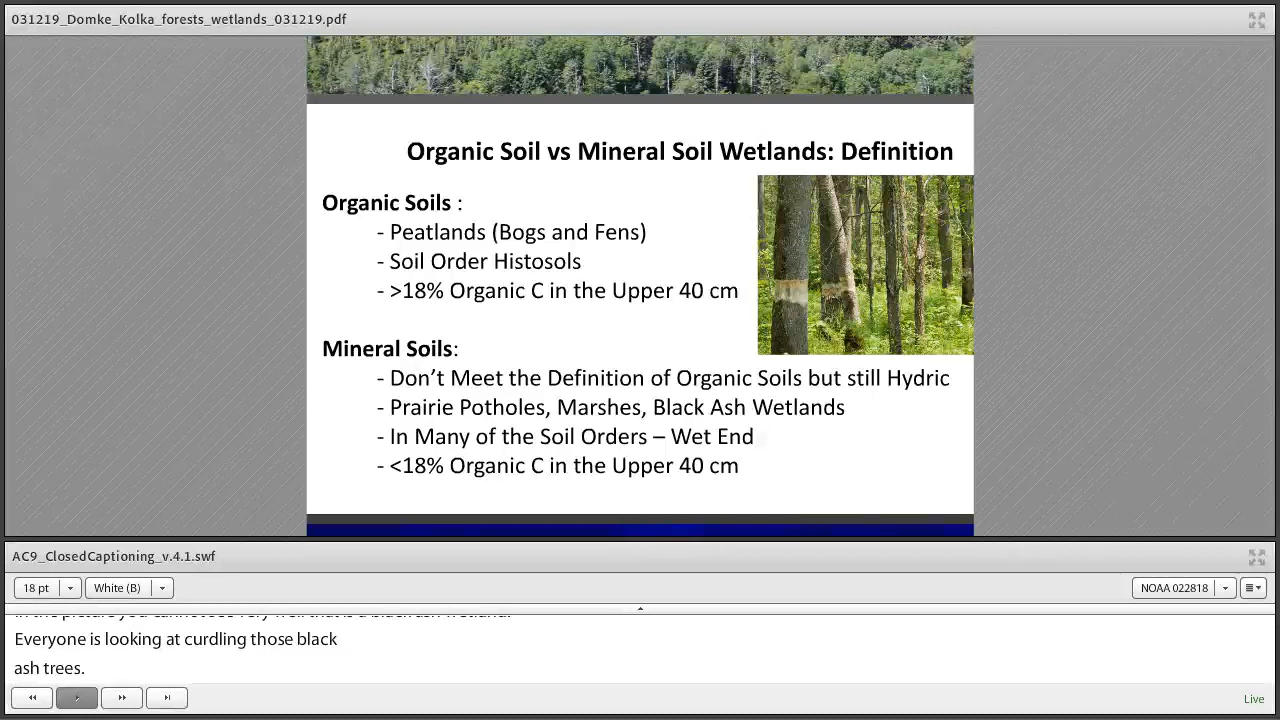 031219_Domke_Kolka_forests_wetlands_031219.pdf
Organic Soil vs Mineral Soil Wetlands: Definition
Organic Soils :
- Peatlands (Bogs and Fens)
- Soil Order Histosols
- >18% Organic C in the Upper 40 cm
Mineral Soils:
- Don’t Meet the Definition of Organic Soils but still Hydric
- Prairie Potholes, Marshes, Black Ash Wetlands
- In Many of the Soil Orders – Wet End
- <18% Organic C in the Upper 40 cm
AC9_ClosedCaptioning_v.4.1.swf
18 pt White (B) NOAA 022818
Everyone is looking at curdling those black
ash trees.
Live